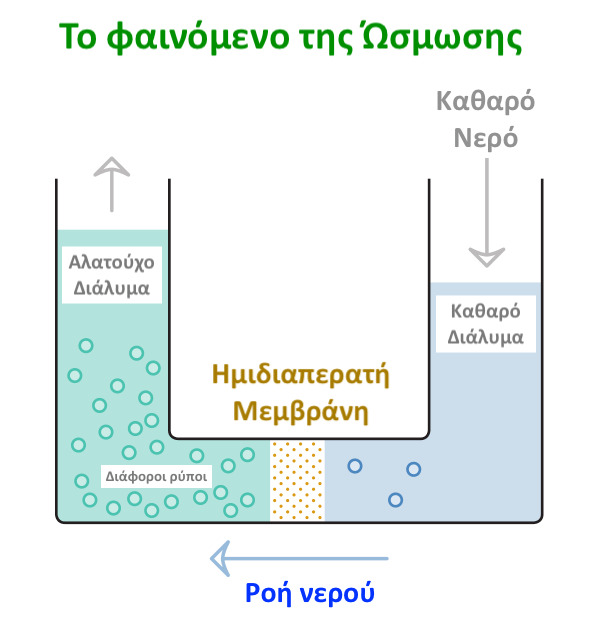 Το φαινόμενο της Ώσμωσης
Καθαρό
Νερό
Αλατούχο
Διάλυμα
Καθαρό
Διάλυμα
Ημιδιαπερατή
Μεμβράνη
Διάφοροι ρύποι
Ροή νερού